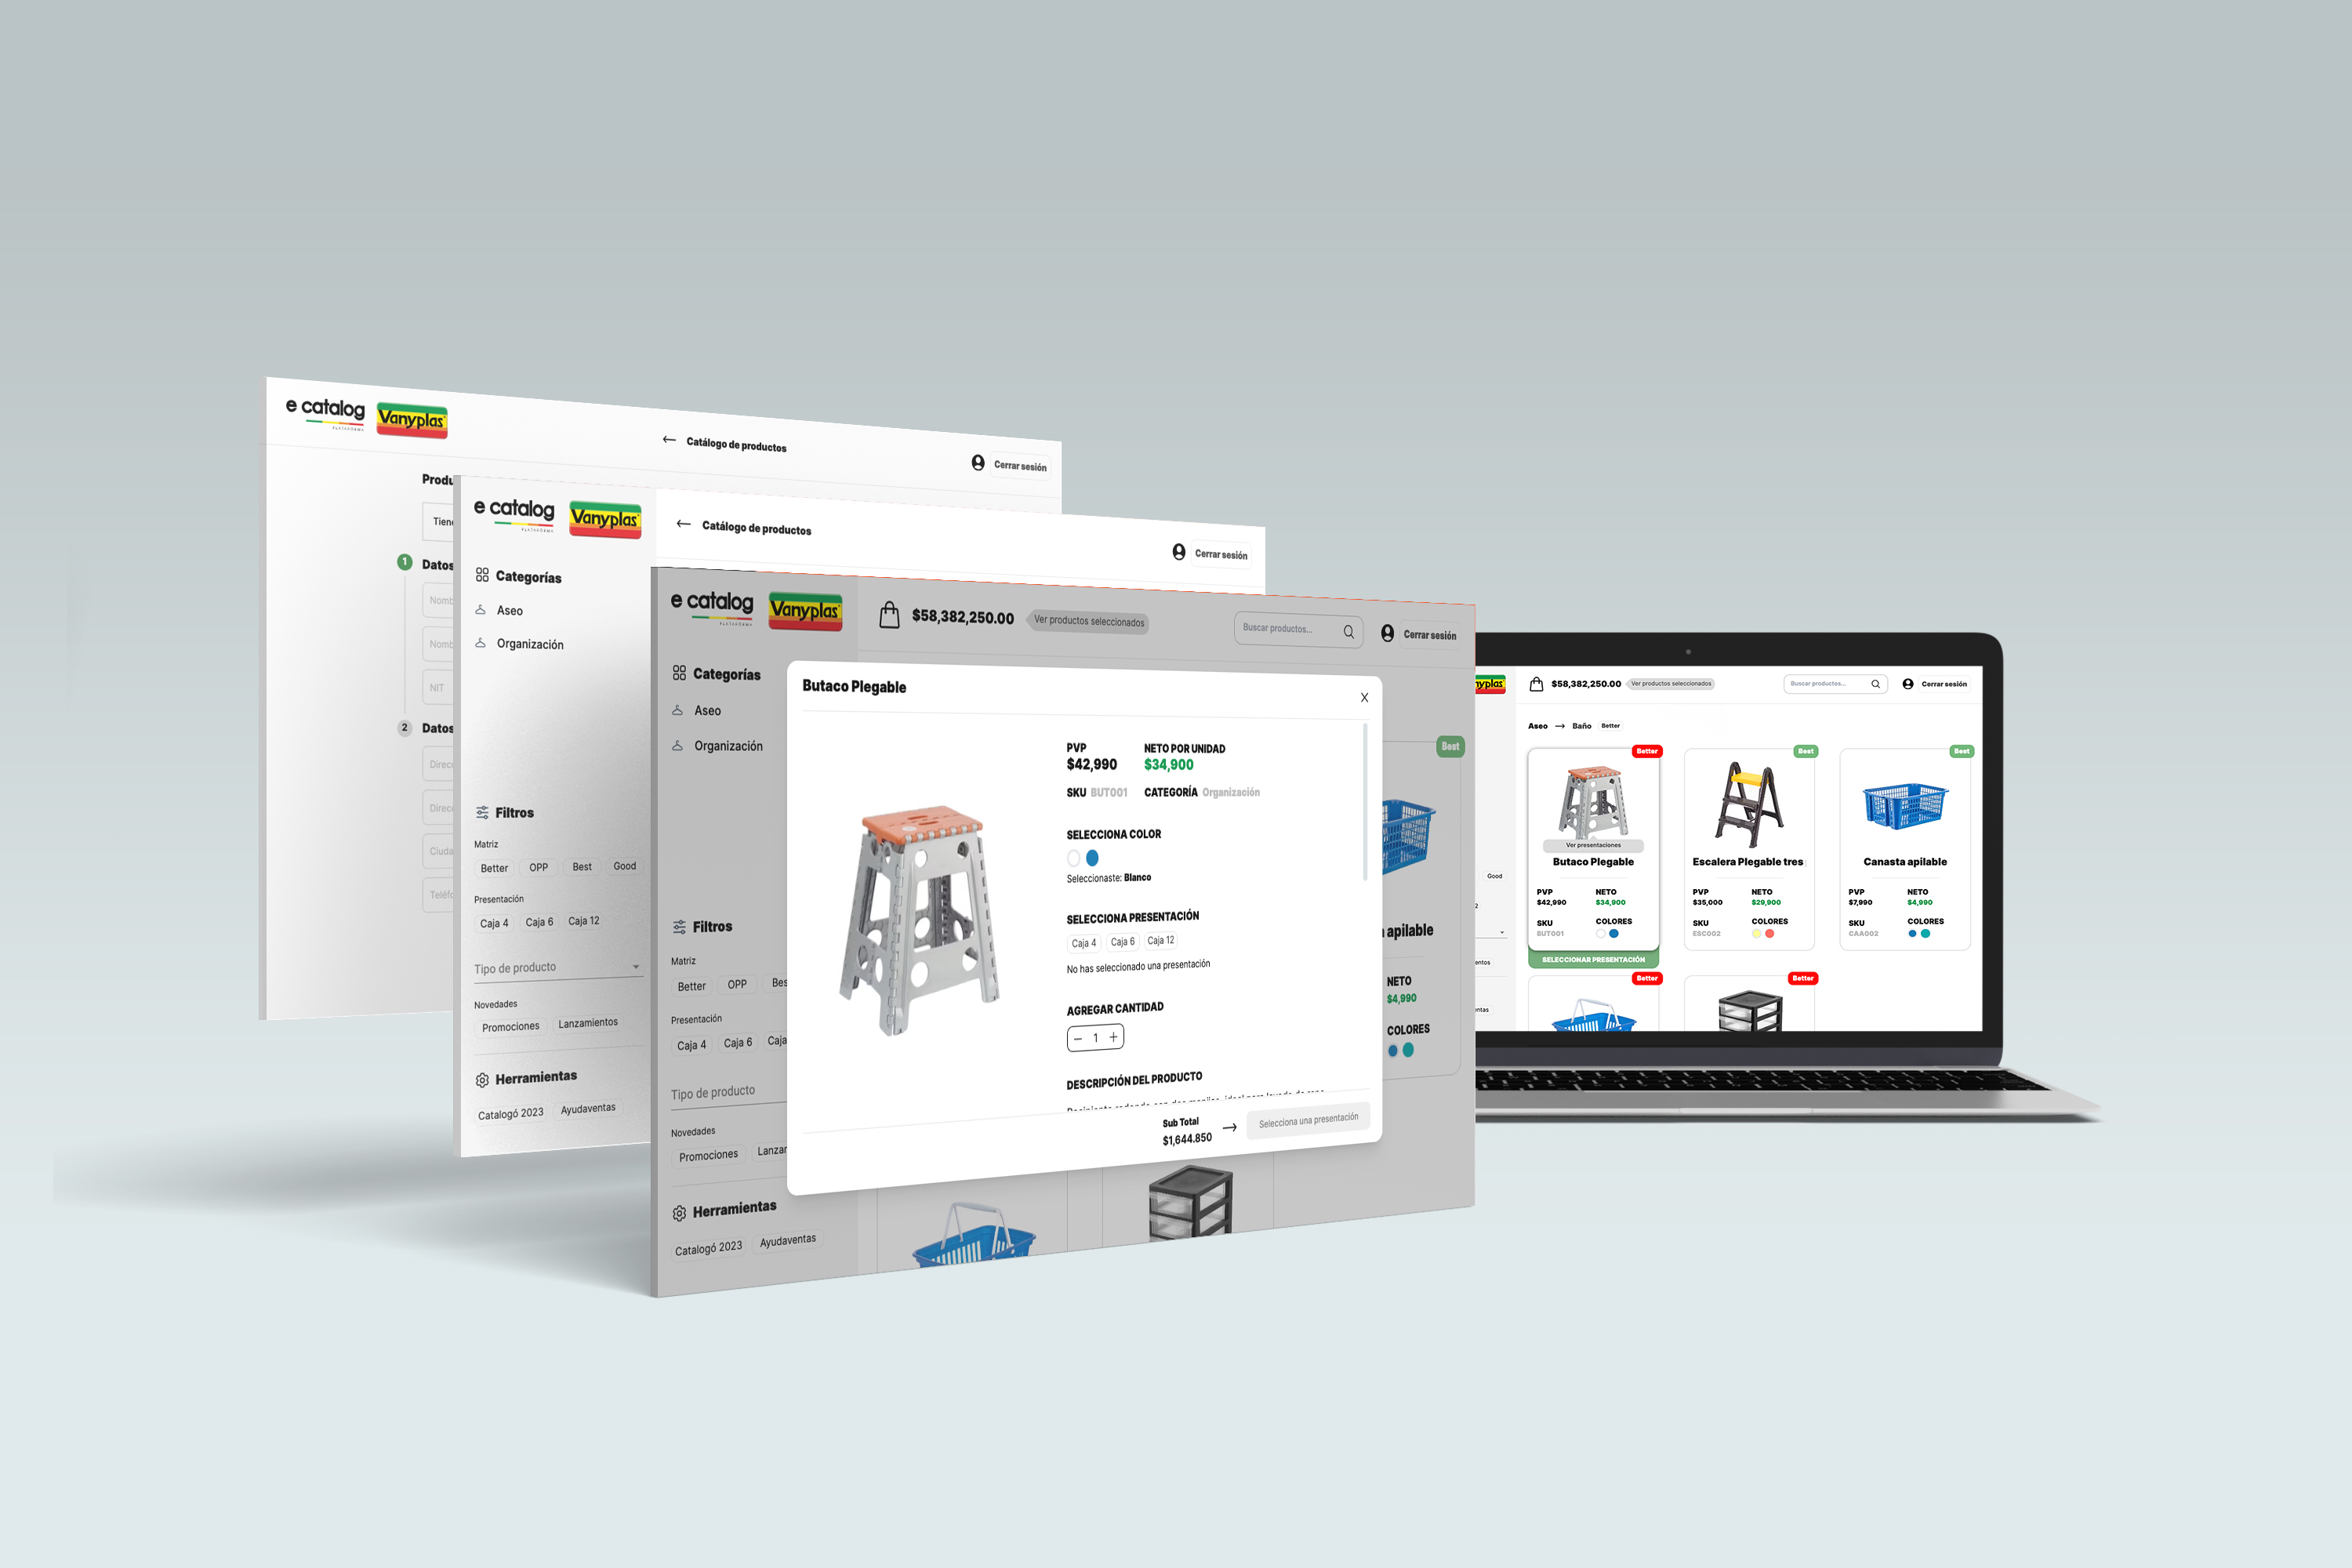 e catalog
PLATAFORMA
Vanyplas
← Catálogo de productos
Cerrar sesión
Produ
Tiene
1
Datos
Nomb
Nomb
NIT
2
Datos
Direcc
Direcc
Ciuda
Teléfo
e catalog
PLATAFORMA
Vanyplas
← Catálogo de productos
Cerrar sesión
Categorías
Aseo
Organización
Filtros
Matriz
Better OPP Best Good
Presentación
Caja 4 Caja 6 Caja 12
Tipo de producto
Novedades
Promociones Lanzamientos
Herramientas
Catalogó 2023 Ayudaventas
e catalog
PLATAFORMA
Vanyplas
$58,382,250.00 Ver productos seleccionados
Buscar productos...
Cerrar sesión
Categorías
Aseo
Organización
Filtros
Matriz
Better OPP Bes
Presentación
Caja 4 Caja 6 Caja
Tipo de producto
Novedades
Promociones Lanzar
Herramientas
Catalogó 2023 Ayudaventas
Best
apilable
NETO
$4,990
COLORES
Butaco Plegable
X
PVP NETO POR UNIDAD
$42,990 $34,900
SKU BUT001 CATEGORÍA Organización
SELECCIONA COLOR
Seleccionaste: Blanco
SELECCIONA PRESENTACIÓN
Caja 4 Caja 6 Caja 12
No has seleccionado una presentación
AGREGAR CANTIDAD
− 1 +
DESCRIPCIÓN DEL PRODUCTO
Sub Total
$1,644.850
→ Selecciona una presentación
nyplas
$58,382,250.00 Ver productos seleccionados
Buscar productos...
Cerrar sesión
Aseo → Baño Better
Good
2
entos
entas
Better
Ver presentaciones
Butaco Plegable
PVP NETO
$42,990 $34,900
SKU COLORES
BUT001
SELECCIONAR PRESENTACIÓN
Best
Escalera Plegable tres
PVP NETO
$35,000 $29,900
SKU COLORES
ESC002
Best
Canasta apilable
PVP NETO
$7,990 $4,990
SKU COLORES
CAA002
Better
Better